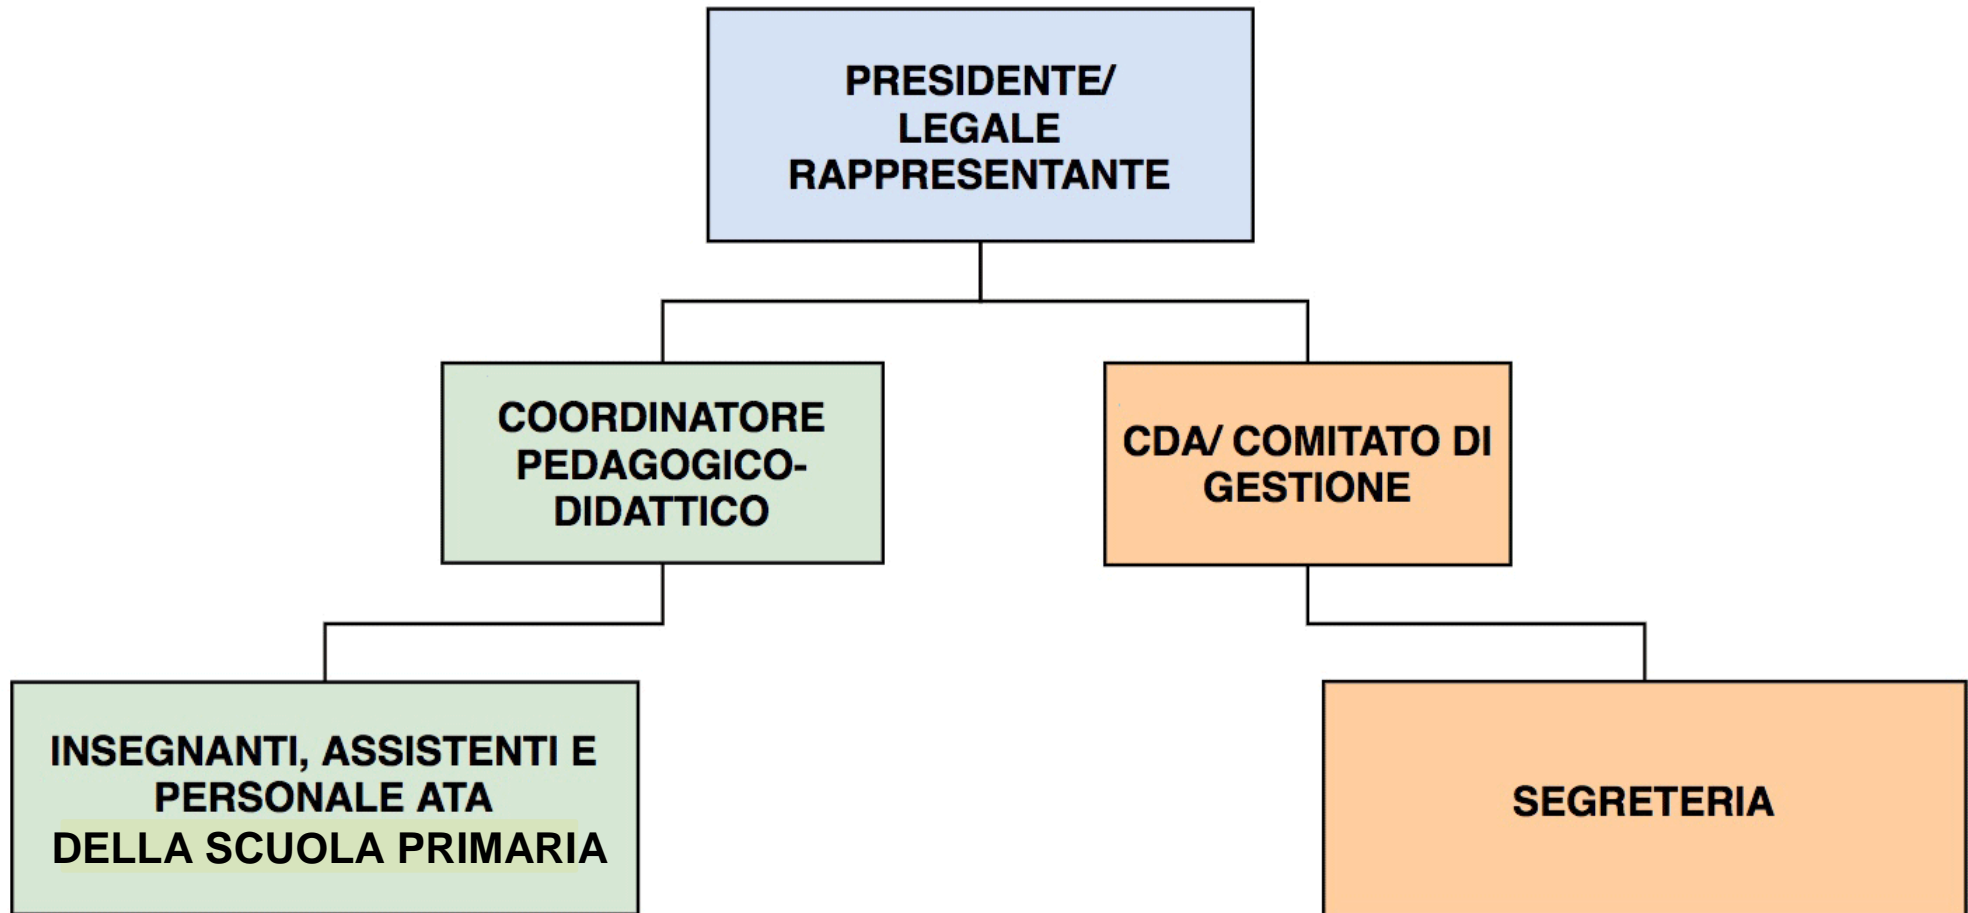 PRESIDENTE/
LEGALE
RAPPRESENTANTE
COORDINATORE
PEDAGOGICO-
DIDATTICO
CDA/ COMITATO DI
GESTIONE
INSEGNANTI, ASSISTENTI E
PERSONALE ATA
DELLA SCUOLA PRIMARIA
SEGRETERIA